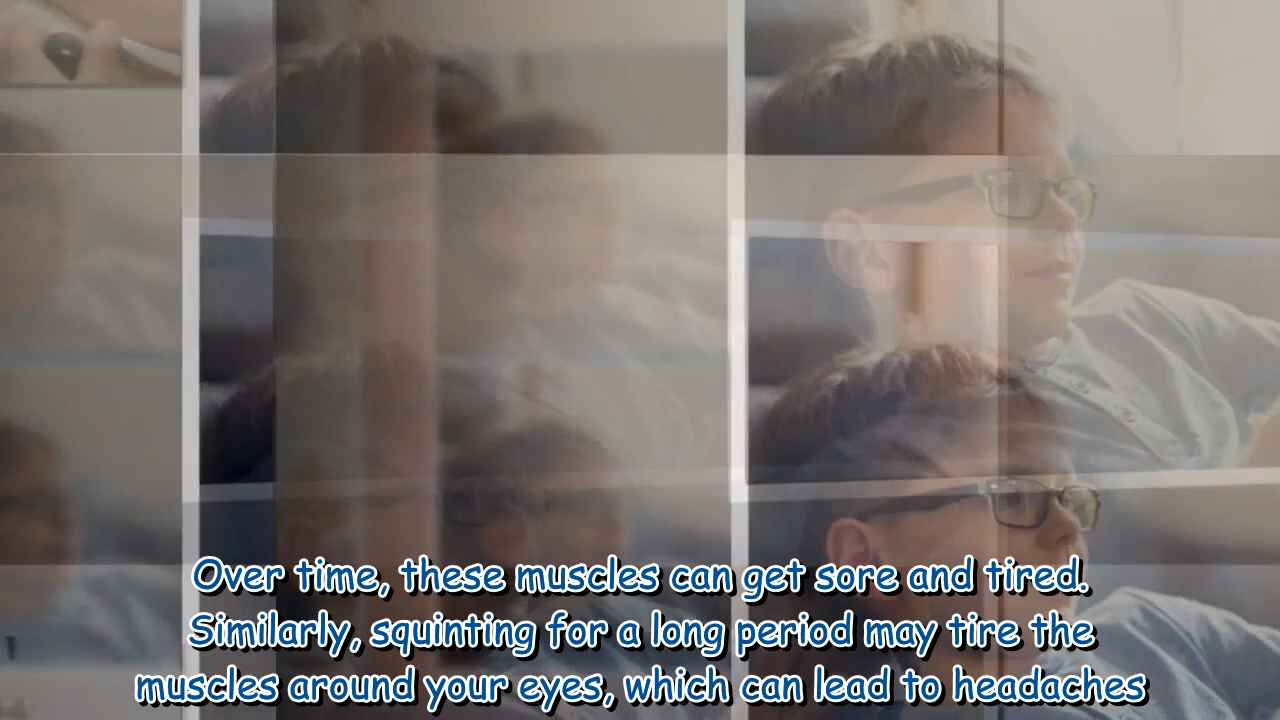 Over time, these muscles can get sore and tired.
Similarly, squinting for a long period may tire the
muscles around your eyes, which can lead to headaches